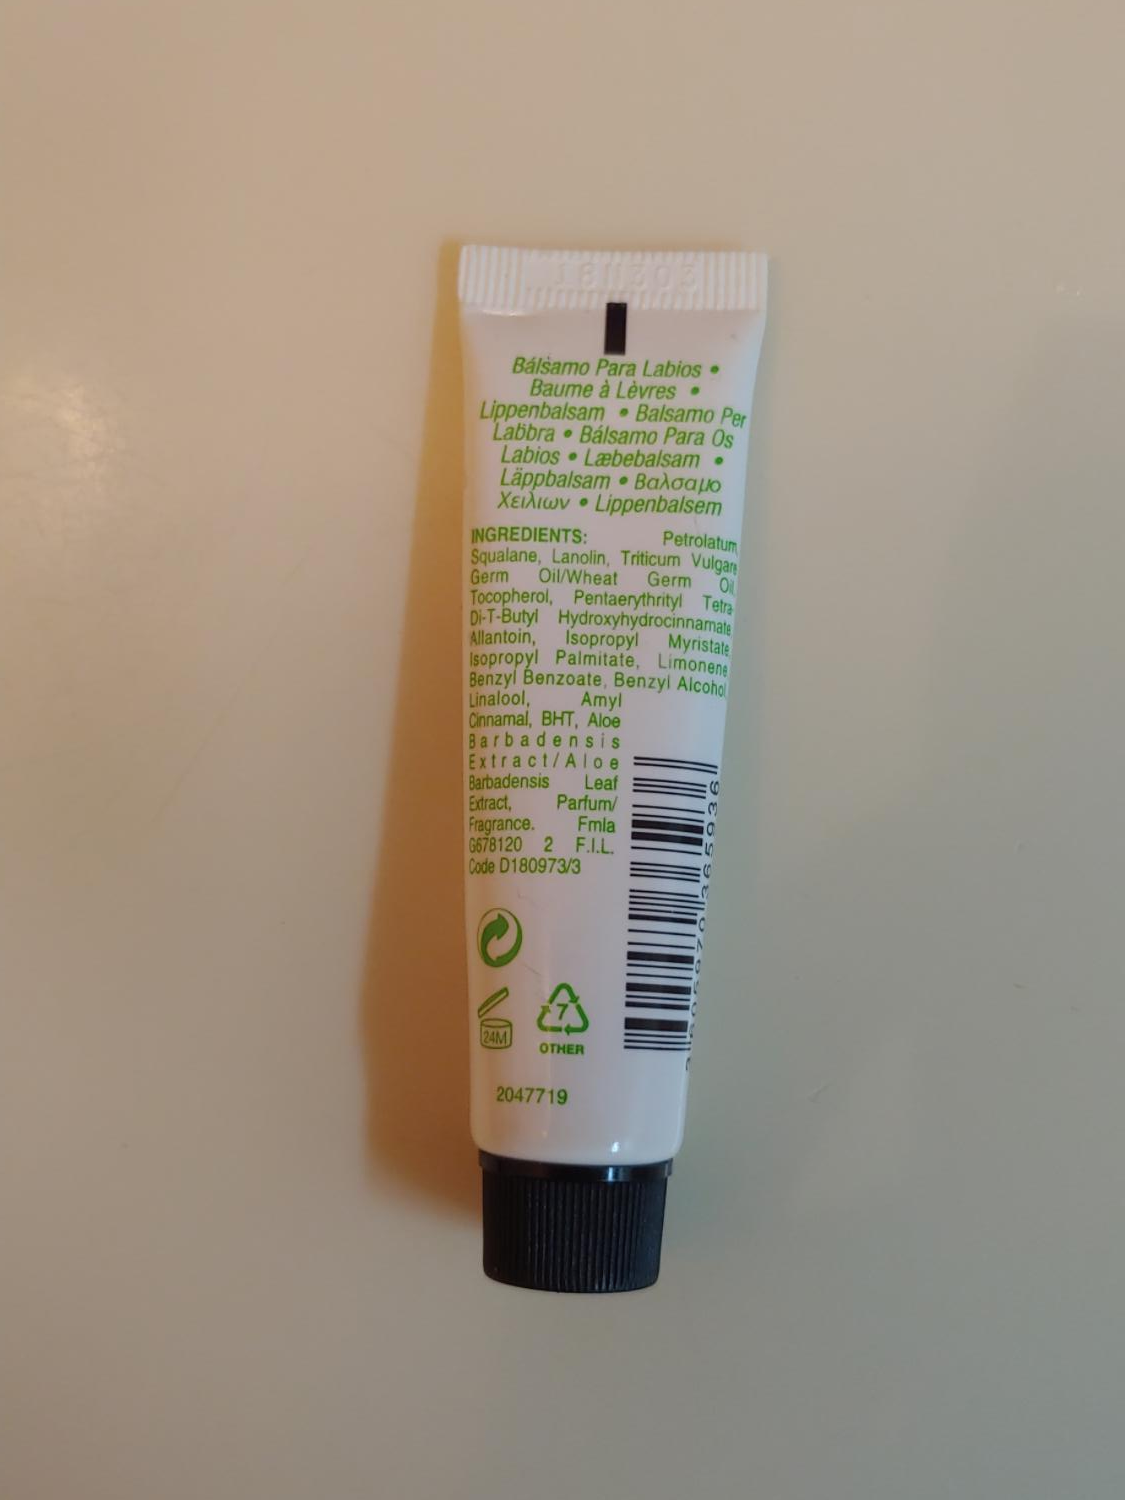 Bálsamo Para Labios •
Baume à Lèvres •
Lippenbalsam • Balsamo Per
Labbra • Bálsamo Para Os
Labios • Læbebalsam •
Läppbalsam • Βαλσαμο
Χειλιων • Lippenbalsem
INGREDIENTS: Petrolatum,
Squalane, Lanolin, Triticum Vulgare
Germ Oil/Wheat Germ Oil,
Tocopherol, Pentaerythrityl Tetra-
Di-T-Butyl Hydroxyhydrocinnamate,
Allantoin, Isopropyl Myristate,
Isopropyl Palmitate, Limonene,
Benzyl Benzoate, Benzyl Alcohol,
Linalool, Amyl
Cinnamal, BHT, Aloe
Barbadensis
Extract/Aloe
Barbadensis Leaf
Extract, Parfum/
Fragrance. Fmla
G678120 2 F.I.L.
Code D180973/3
24M
7
OTHER
2047719